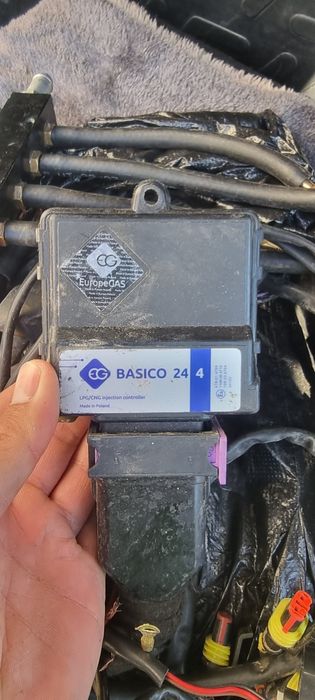 EG
EuropeGAS
EG BASICO 24 4
LPG/CNG injection controller
Made in Poland